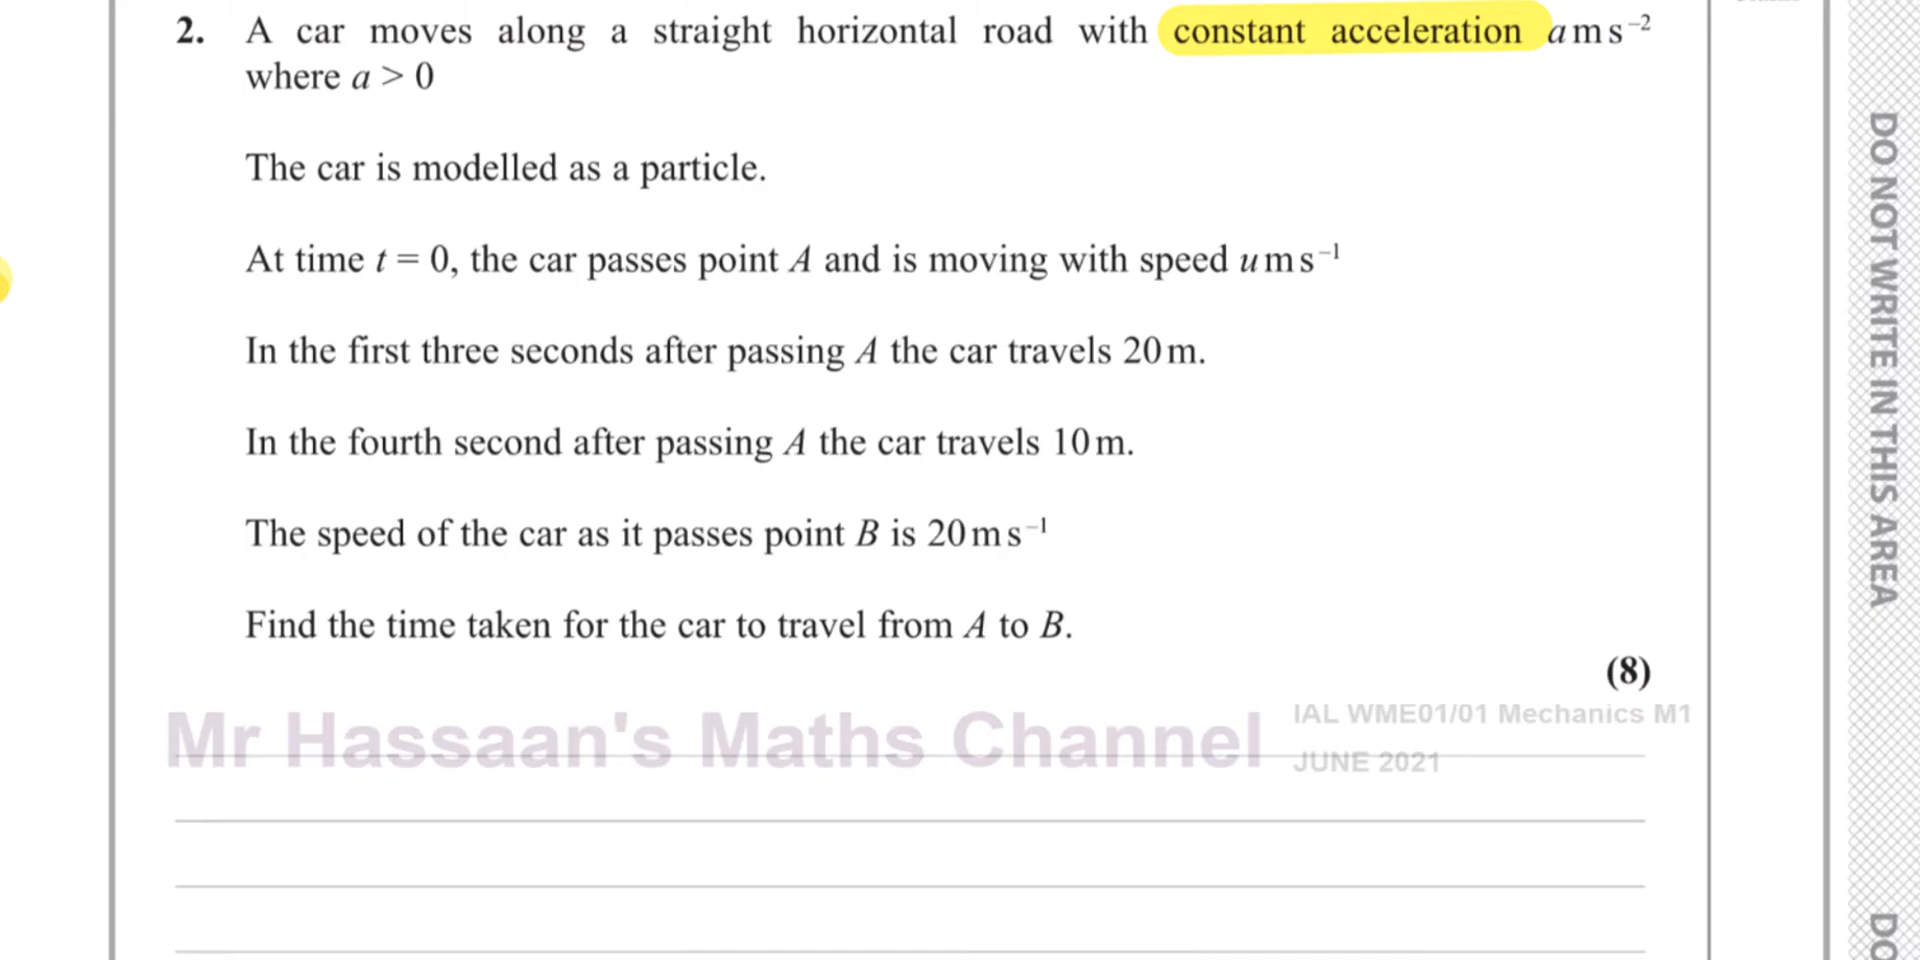 2. A car moves along a straight horizontal road with constant acceleration a m s⁻²
where a > 0
The car is modelled as a particle.
At time t = 0, the car passes point A and is moving with speed u m s⁻¹
In the first three seconds after passing A the car travels 20 m.
In the fourth second after passing A the car travels 10 m.
The speed of the car as it passes point B is 20 m s⁻¹
Find the time taken for the car to travel from A to B.
(8)
Mr Hassaan's Maths Channel
IAL WME01/01 Mechanics M1
JUNE 2021
DO NOT WRITE IN THIS AREA
DO